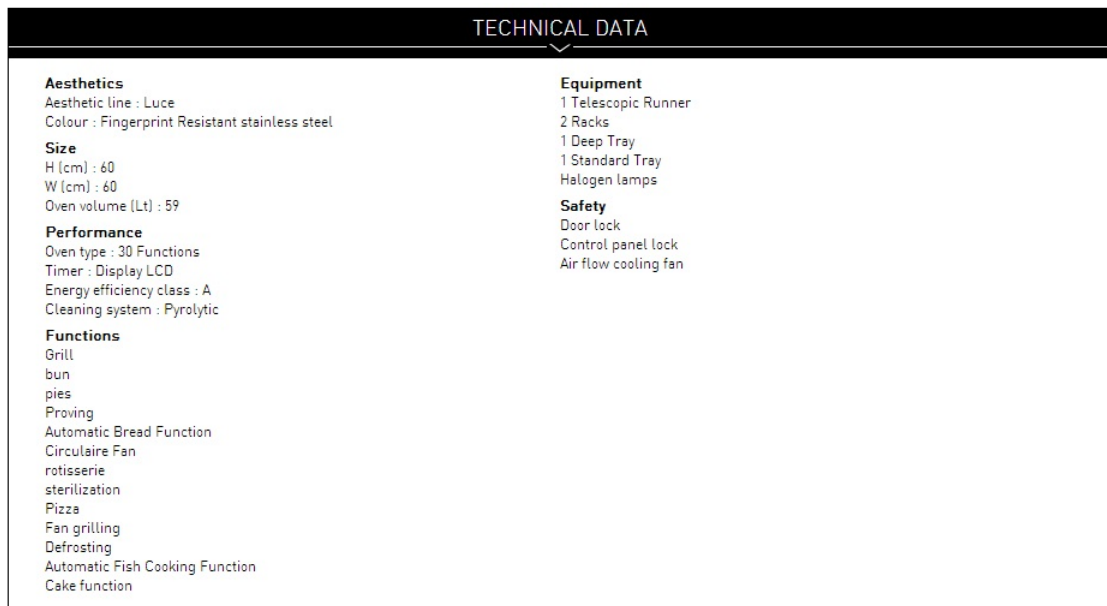 TECHNICAL DATA
Aesthetics
Aesthetic line : Luce
Colour : Fingerprint Resistant stainless steel
Size
H (cm) : 60
W (cm) : 60
Oven volume (Lt) : 59
Performance
Oven type : 30 Functions
Timer : Display LCD
Energy efficiency class : A
Cleaning system : Pyrolytic
Functions
Grill
bun
pies
Proving
Automatic Bread Function
Circulaire Fan
rotisserie
sterilization
Pizza
Fan grilling
Defrosting
Automatic Fish Cooking Function
Cake function
Equipment
1 Telescopic Runner
2 Racks
1 Deep Tray
1 Standard Tray
Halogen lamps
Safety
Door lock
Control panel lock
Air flow cooling fan